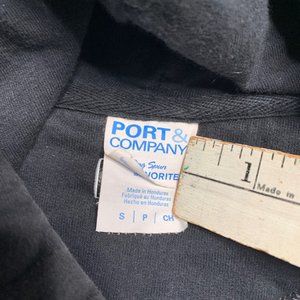 PORT &
COMPANY
Spun
Made in Honduras
Fabriqué au Honduras
Hecho en Honduras
S | P | CH
1
Made in